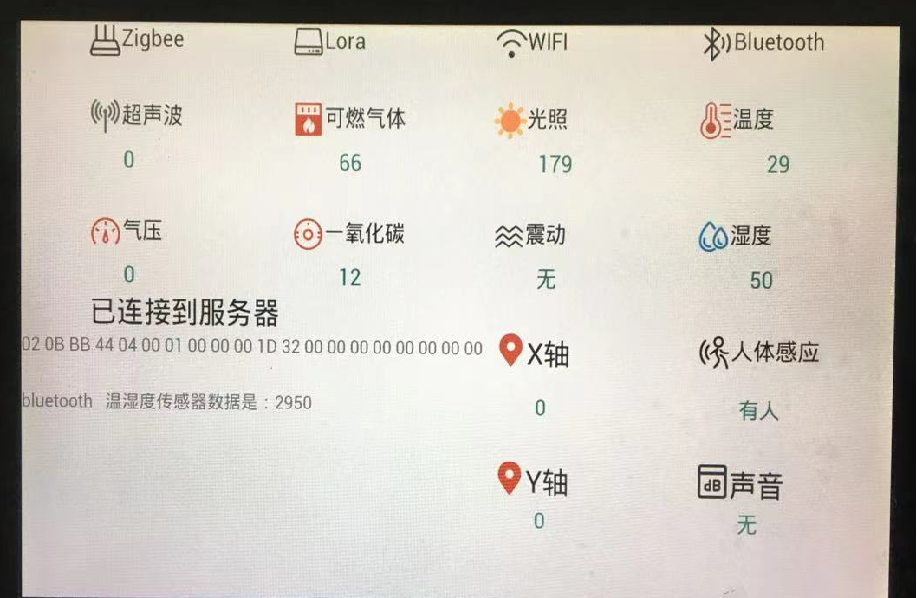 Zigbee Lora WIFI Bluetooth
超声波 可燃气体 光照 温度
0 66 179 29
气压 一氧化碳 震动 湿度
0 12 无 50
已连接到服务器
02 0B BB 44 04 00 01 00 00 00 1D 32 00 00 00 00 00 00 00 00
X轴 人体感应
bluetooth 温湿度传感器数据是：2950
0 有人
Y轴 dB 声音
0 无